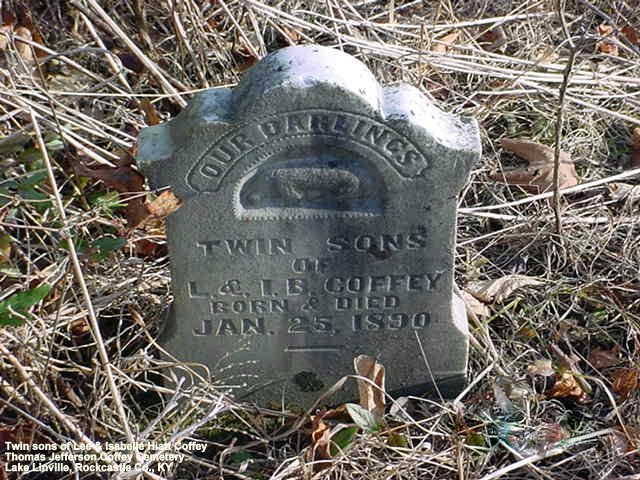 OUR DARLINGS
TWIN SONS
OF
L. & I. B. COFFEY
BORN & DIED
JAN. 25, 1890
Twin sons of Lee & Isabelle Hiatt Coffey
Thomas Jefferson Coffey Cemetery
Lake Linville, Rockcastle Co., KY